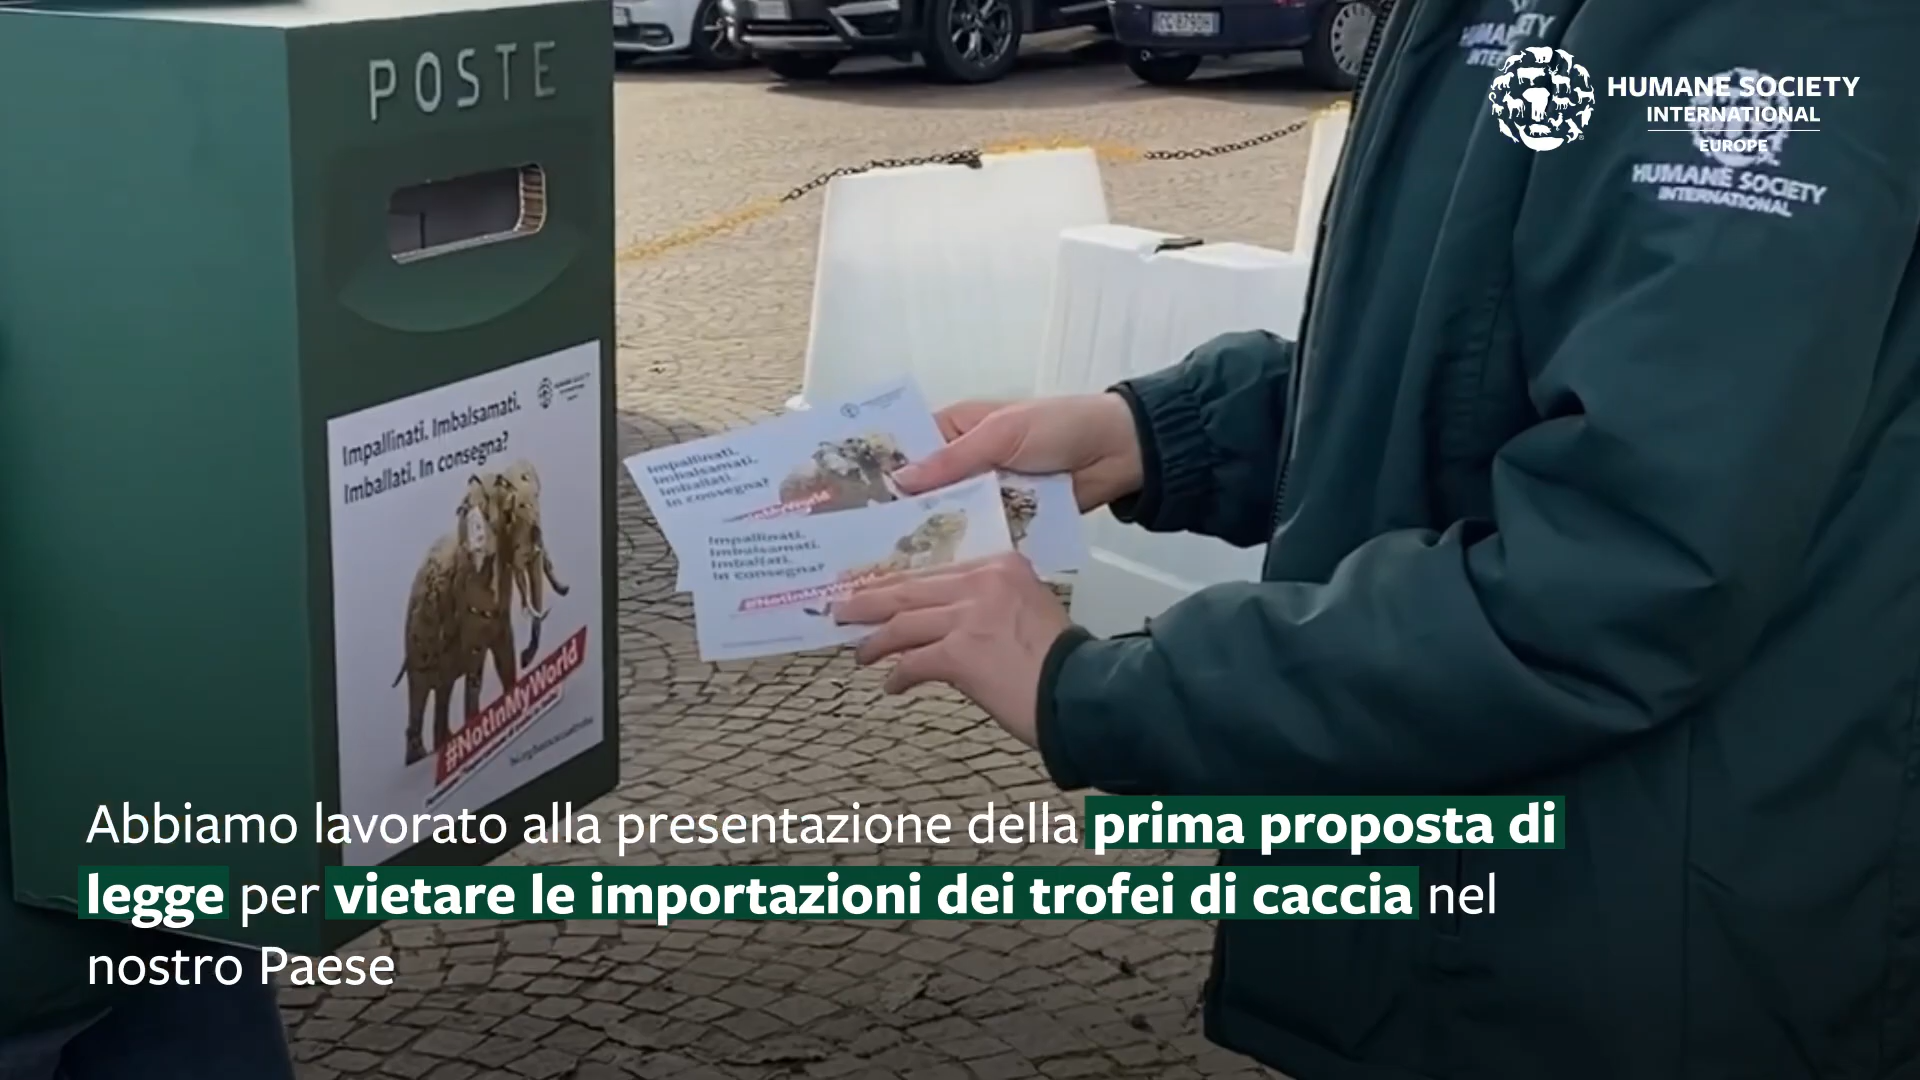 POSTE
CG879DH
HUMANE SOCIETY
INTERNATIONAL
EUROPE
HUMANE SOCIETY
INTERNATIONAL
Impallinati. Imbalsamati.
Imballati. In consegna?
#NotInMyWorld
Impallinati.
Imbalsamati.
Imballati.
In consegna?
Impallinati.
Imbalsamati.
Imballati.
In consegna?
#NotInMyWorld
Abbiamo lavorato alla presentazione della prima proposta di
legge per vietare le importazioni dei trofei di caccia nel
nostro Paese